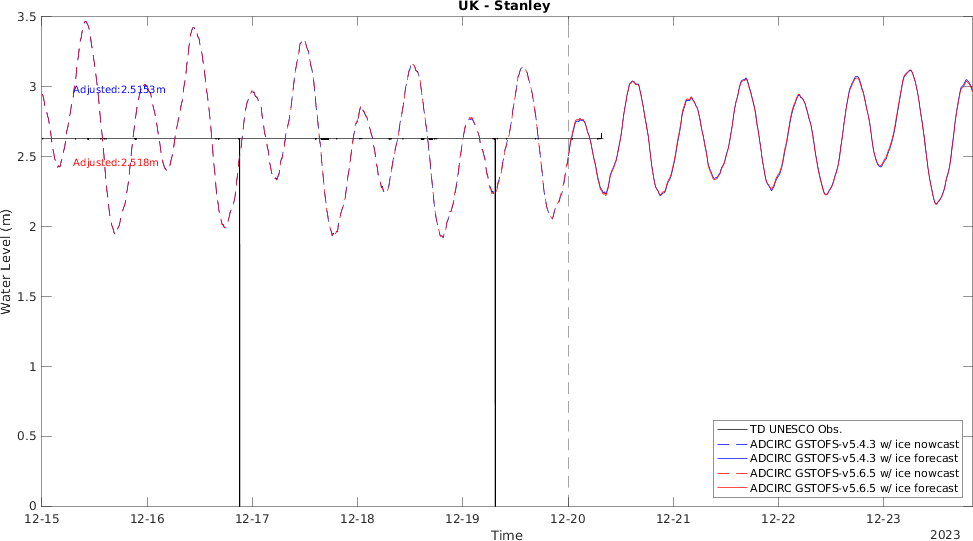 UK - Stanley
3.5
3
2.5
2
1.5
1
0.5
0
Water Level (m)
Adjusted:2.5153m
Adjusted:2.518m
TD UNESCO Obs.
ADCIRC GSTOFS-v5.4.3 w/ ice nowcast
ADCIRC GSTOFS-v5.4.3 w/ ice forecast
ADCIRC GSTOFS-v5.6.5 w/ ice nowcast
ADCIRC GSTOFS-v5.6.5 w/ ice forecast
12-15 12-16 12-17 12-18 12-19 12-20 12-21 12-22 12-23
Time
2023